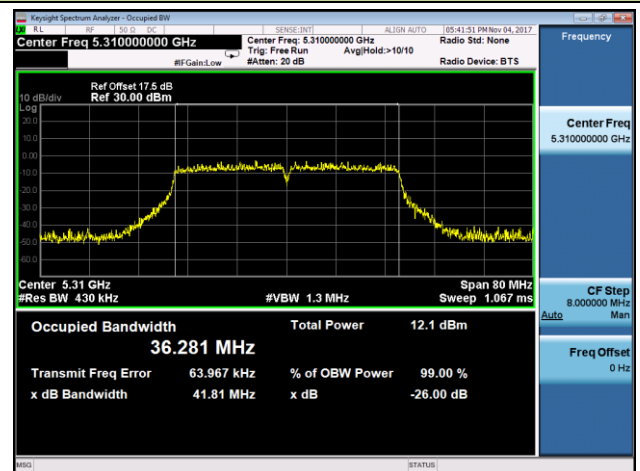 Keysight Spectrum Analyzer - Occupied BW
RL RF 50 Ω DC SENSE:INT ALIGN AUTO 05:41:51 PM Nov 04, 2017
Center Freq 5.310000000 GHz
Center Freq: 5.310000000 GHz
Radio Std: None
Trig: Free Run Avg|Hold:>10/10
#IFGain:Low
#Atten: 20 dB
Radio Device: BTS
Frequency
Ref Offset 17.5 dB
10 dB/div Ref 30.00 dBm
Log
20.0
10.0
0.00
-10.0
-20.0
-30.0
-40.0
-50.0
-60.0
Center Freq
5.310000000 GHz
Center 5.31 GHz
Span 80 MHz
#Res BW 430 kHz
#VBW 1.3 MHz
Sweep 1.067 ms
CF Step
8.000000 MHz
Auto Man
Occupied Bandwidth
Total Power 12.1 dBm
36.281 MHz
Transmit Freq Error 63.967 kHz
% of OBW Power 99.00 %
x dB Bandwidth 41.81 MHz
x dB -26.00 dB
Freq Offset
0 Hz
MSG
STATUS